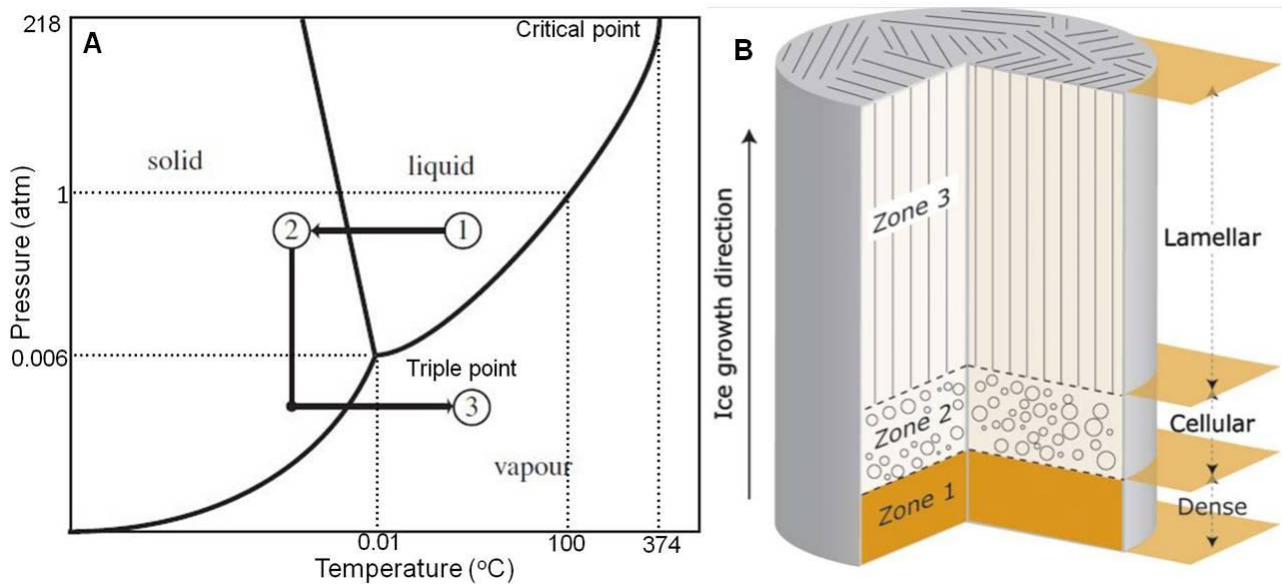 A
218
Critical point
solid
liquid
1
2
1
Pressure (atm)
0.006
Triple point
3
vapour
0.01
100
374
Temperature (°C)
B
Ice growth direction
Zone 3
Zone 2
Zone 1
Lamellar
Cellular
Dense